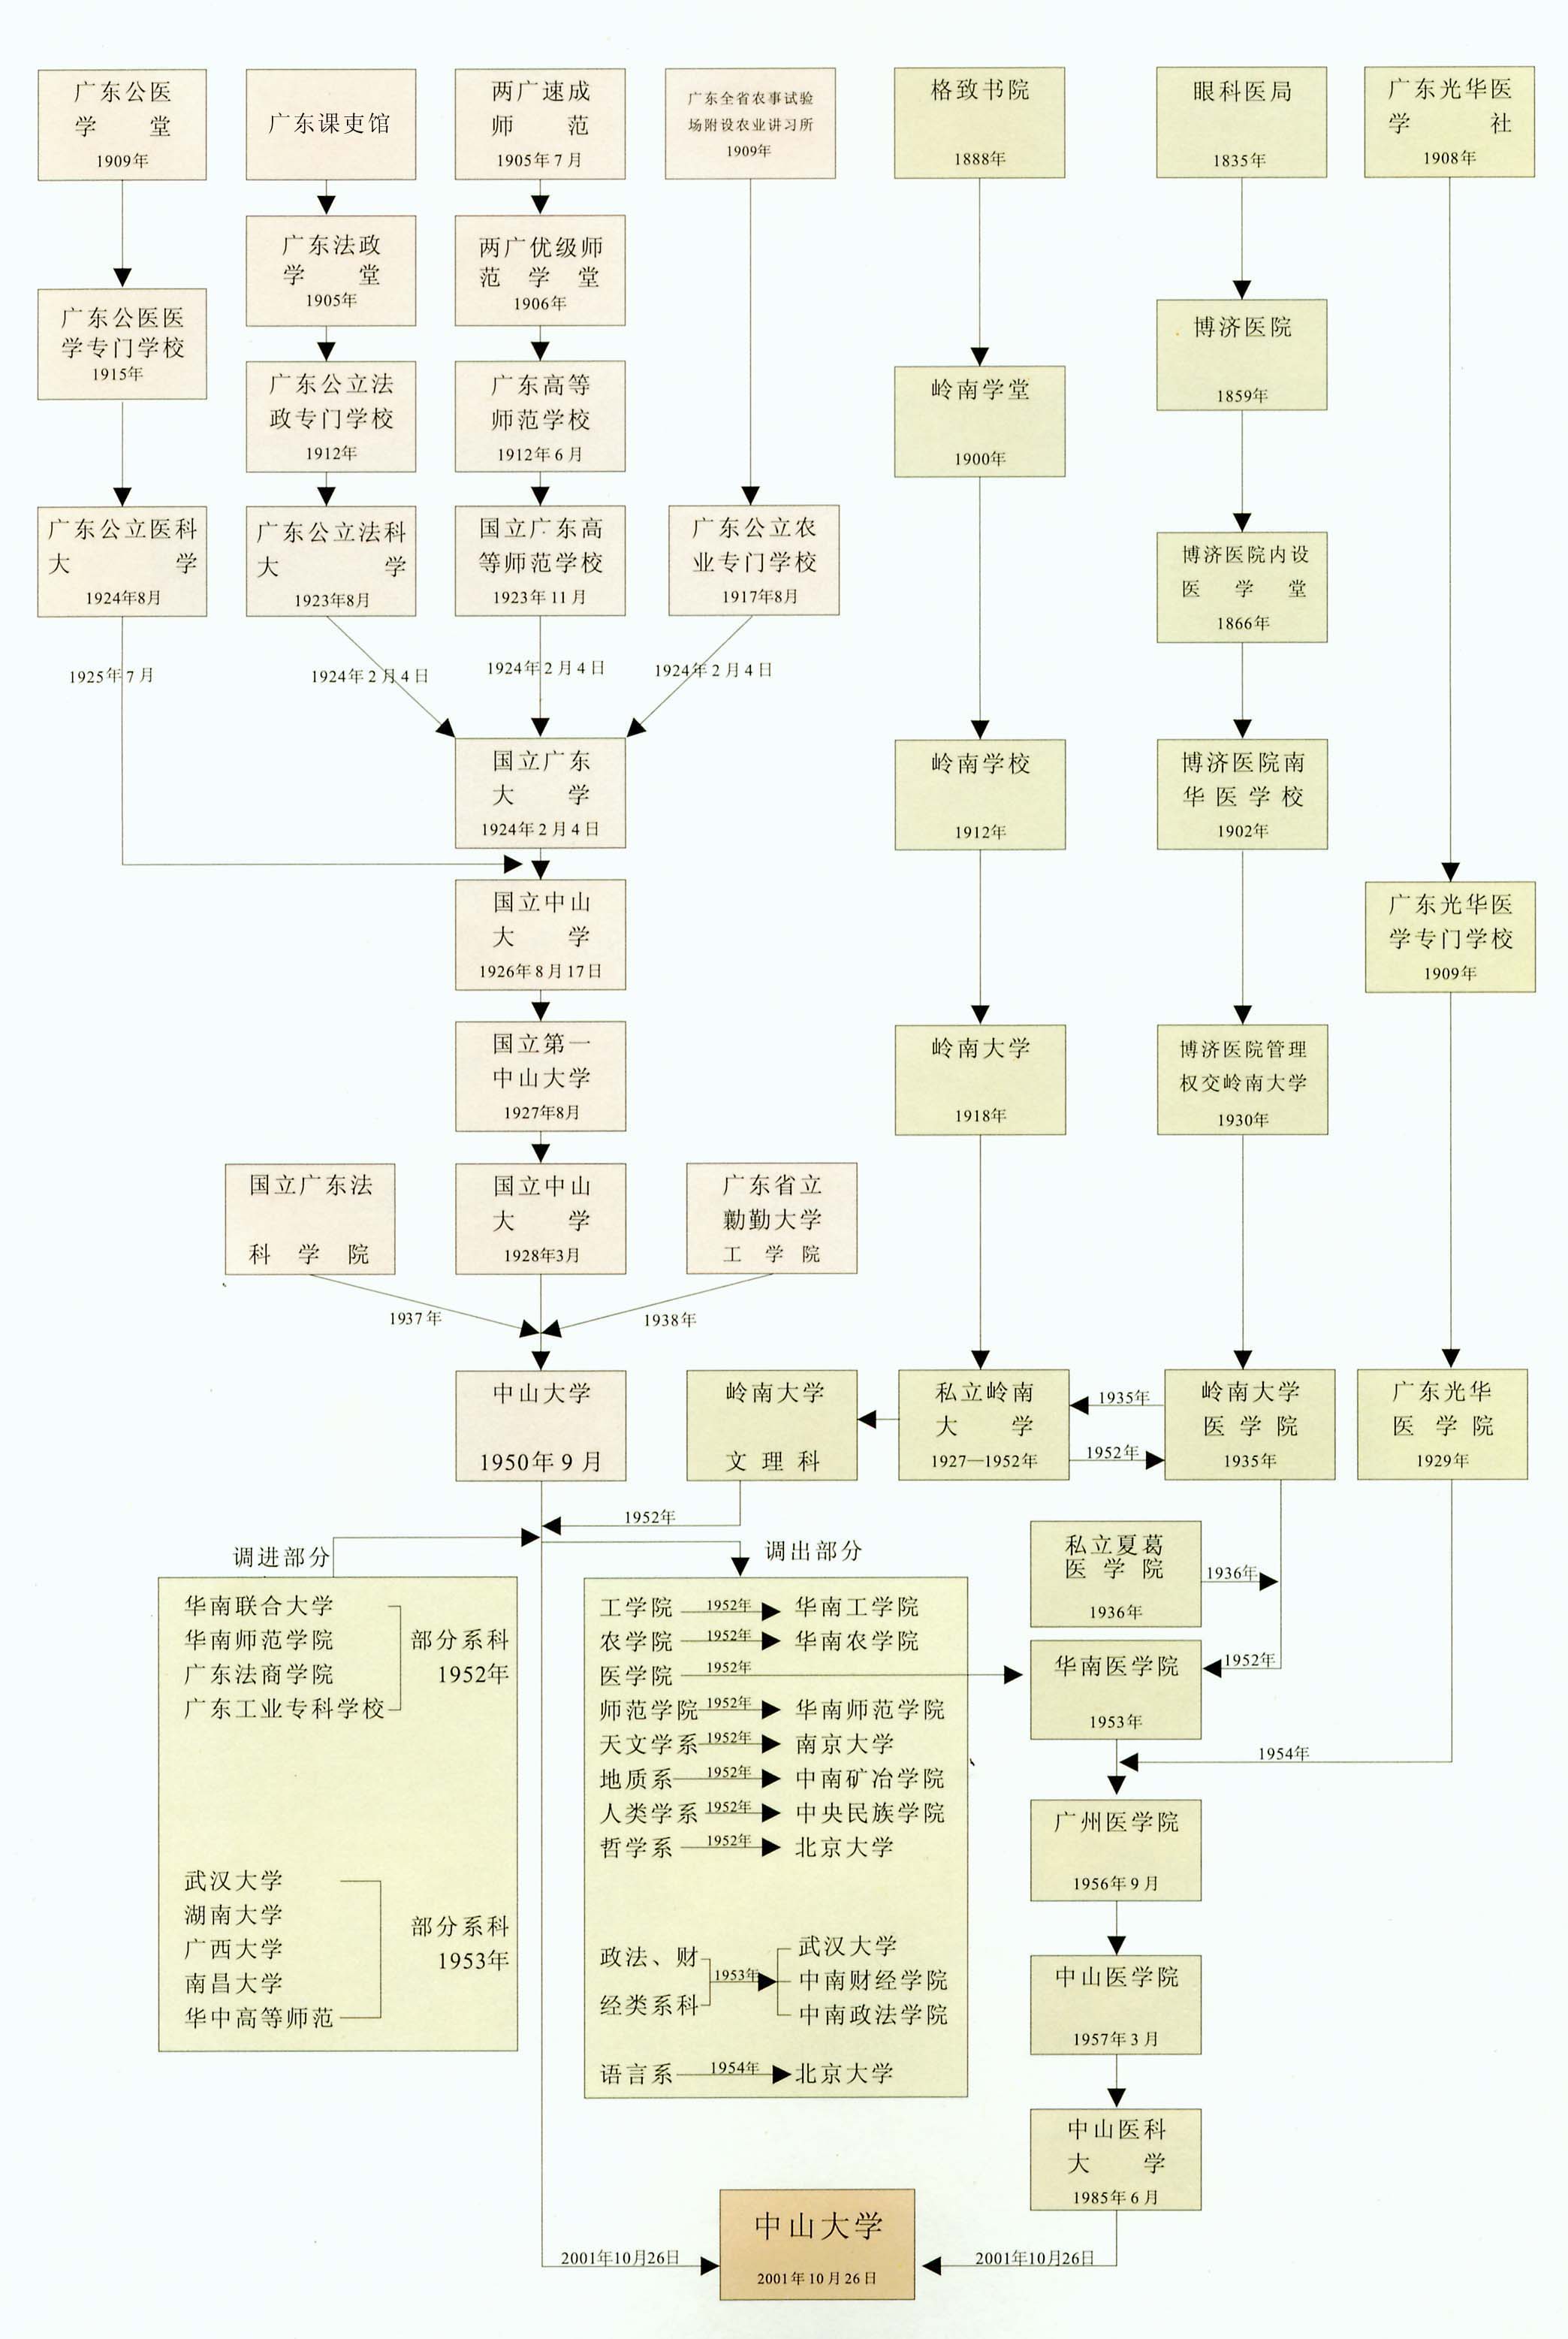 广东公医
学 堂
1909年
广东课吏馆
两广速成
师 范
1905年7月
广东全省农事试验
场附设农业讲习所
1909年
格致书院
1888年
眼科医局
1835年
广东光华医
学 社
1908年
广东法政
学 堂
1905年
两广优级师
范 学 堂
1906年
广东公医医
学专门学校
1915年
博济医院
1859年
广东公立法
政专门学校
1912年
广东高等
师范学校
1912年6月
岭南学堂
1900年
广东公立医科
大 学
1924年8月
广东公立法科
大 学
1923年8月
国立广东高
等师范学校
1923年11月
广东公立农
业专门学校
1917年8月
博济医院内设
医 学 堂
1866年
1925年7月
1924年2月4日
1924年2月4日
1924年2月4日
国立广东
大 学
1924年2月4日
岭南学校
1912年
博济医院南
华医学校
1902年
国立中山
大 学
1926年8月17日
广东光华医
学专门学校
1909年
国立第一
中山大学
1927年8月
岭南大学
1918年
博济医院管理
权交岭南大学
1930年
国立广东法
科 学 院
国立中山
大 学
1928年3月
广东省立
勷勤大学
工 学 院
1937年
1938年
中山大学
1950年9月
岭南大学
文理科
私立岭南
大 学
1927—1952年
1935年
1952年
岭南大学
医 学 院
1935年
广东光华
医 学 院
1929年
1952年
调进部分
调出部分
私立夏葛
医 学 院
1936年
1936年
华南联合大学
华南师范学院
广东法商学院
广东工业专科学校
部分系科
1952年
武汉大学
湖南大学
广西大学
南昌大学
华中高等师范
部分系科
1953年
工学院 1952年 华南工学院
农学院 1952年 华南农学院
医学院 1952年
师范学院 1952年 华南师范学院
天文学系 1952年 南京大学
地质系 1952年 中南矿冶学院
人类学系 1952年 中央民族学院
哲学系 1952年 北京大学
政法、财
经类系科
1953年
武汉大学
中南财经学院
中南政法学院
语言系 1954年 北京大学
华南医学院
1953年
1952年
1954年
广州医学院
1956年9月
中山医学院
1957年3月
中山医科
大 学
1985年6月
2001年10月26日
中山大学
2001年10月26日
2001年10月26日